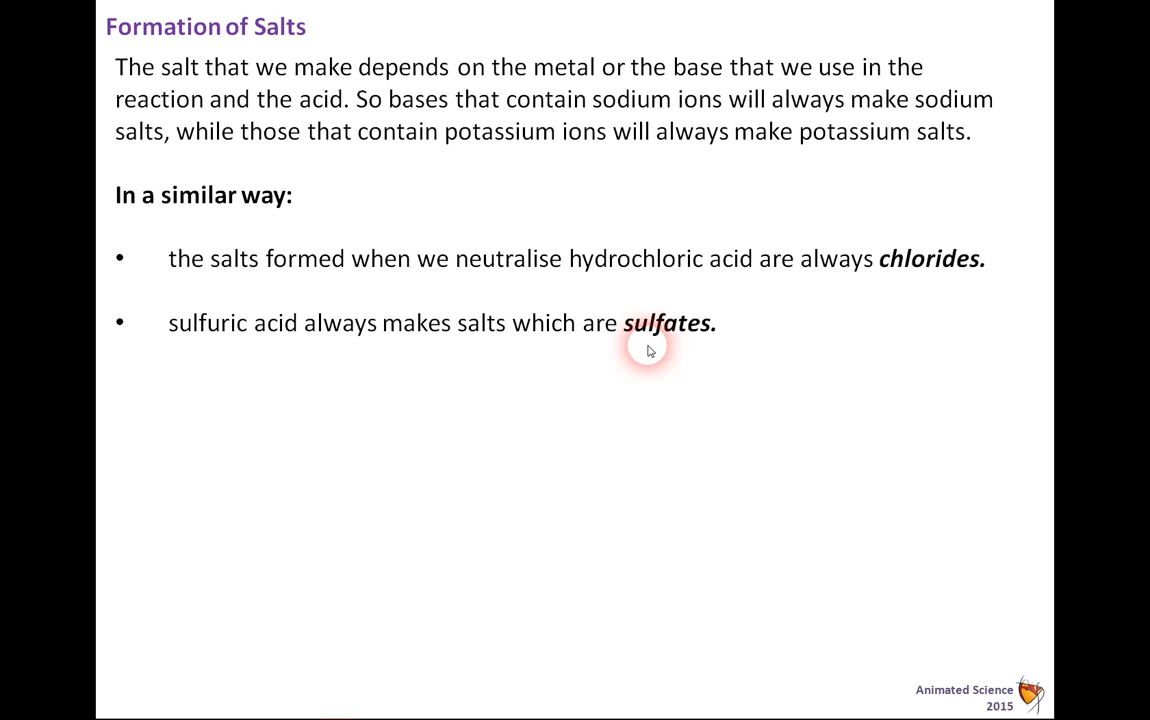 Formation of Salts
The salt that we make depends on the metal or the base that we use in the
reaction and the acid. So bases that contain sodium ions will always make sodium
salts, while those that contain potassium ions will always make potassium salts.
In a similar way:
• the salts formed when we neutralise hydrochloric acid are always chlorides.
• sulfuric acid always makes salts which are sulfates.
Animated Science
2015